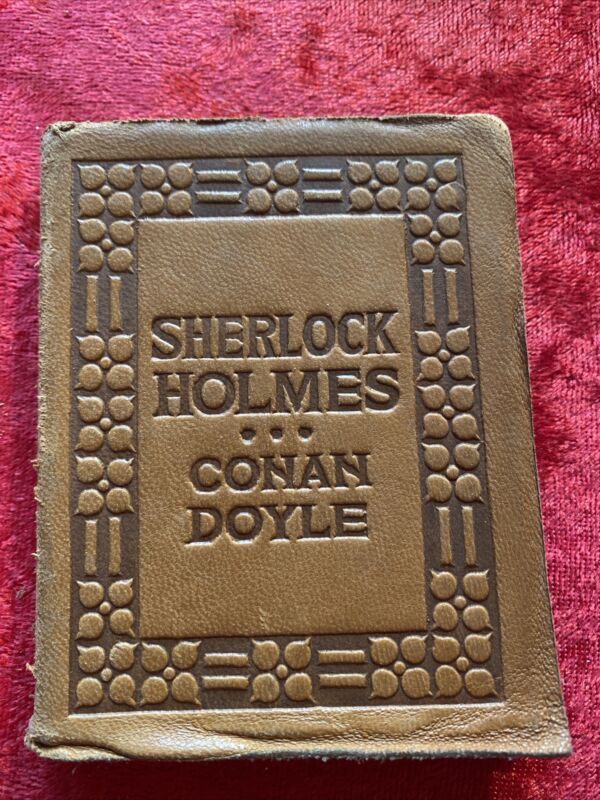 SHERLOCK
HOLMES
• • •
CONAN
DOYLE